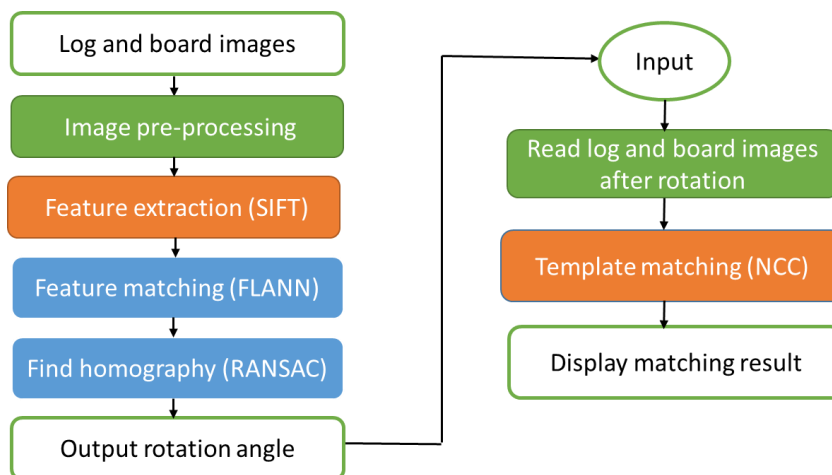 Log and board images
Image pre-processing
Feature extraction (SIFT)
Feature matching (FLANN)
Find homography (RANSAC)
Output rotation angle
Input
Read log and board images
after rotation
Template matching (NCC)
Display matching result